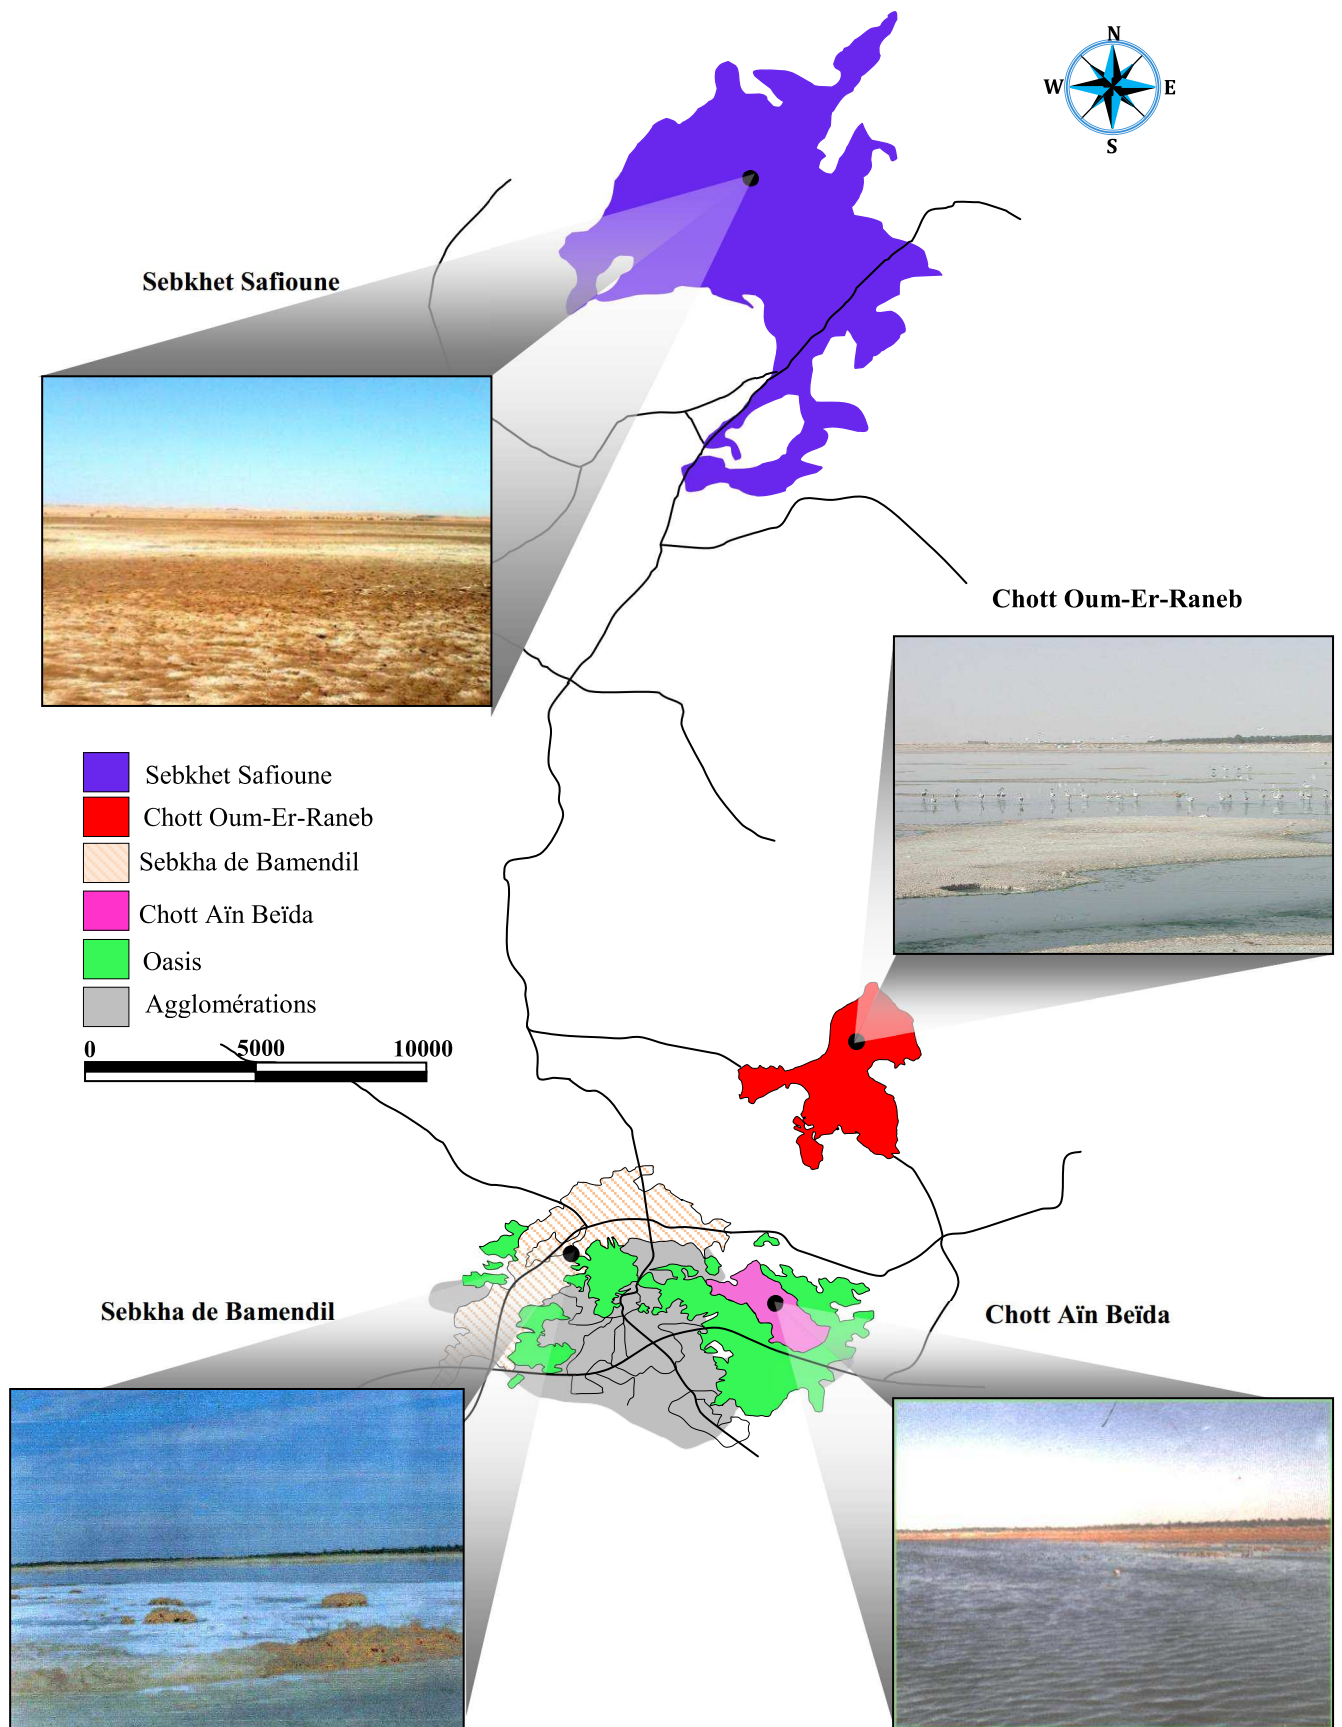 N
W
E
S
Sebkhet Safioune
Chott Oum-Er-Raneb
Sebkhet Safioune
Chott Oum-Er-Raneb
Sebkha de Bamendil
Chott Aïn Beïda
Oasis
Agglomérations
0 5000 10000
Sebkha de Bamendil
Chott Aïn Beïda